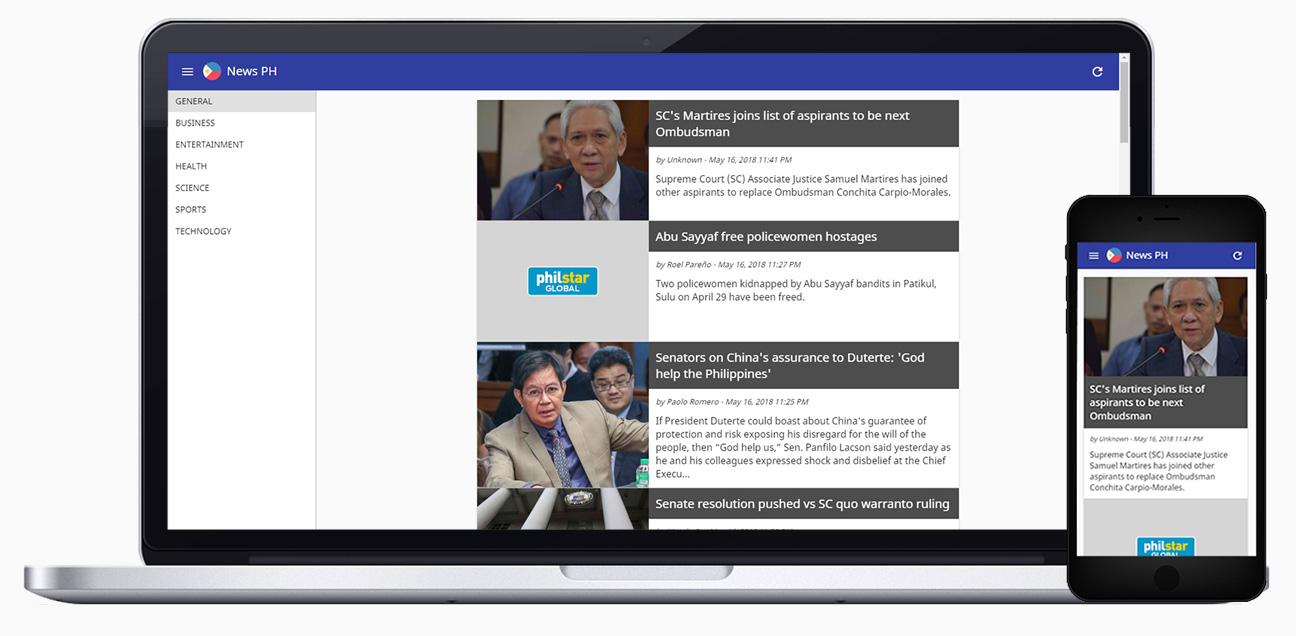 News PH
GENERAL
BUSINESS
ENTERTAINMENT
HEALTH
SCIENCE
SPORTS
TECHNOLOGY
SC's Martires joins list of aspirants to be next
Ombudsman
by Unknown - May 16, 2018 11:41 PM
Supreme Court (SC) Associate Justice Samuel Martires has joined
other aspirants to replace Ombudsman Conchita Carpio-Morales.
philstar
GLOBAL
Abu Sayyaf free policewomen hostages
by Roel Pareño - May 16, 2018 11:27 PM
Two policewomen kidnapped by Abu Sayyaf bandits in Patikul,
Sulu on April 29 have been freed.
Senators on China's assurance to Duterte: 'God
help the Philippines'
by Paolo Romero - May 16, 2018 11:25 PM
If President Duterte could boast about China's guarantee of
protection and risk exposing his disregard for the will of the
people, then “God help us,” Sen. Panfilo Lacson said yesterday as
he and his colleagues expressed shock and disbelief at the Chief
Execu...
Senate resolution pushed vs SC quo warranto ruling
News PH
SC's Martires joins list of
aspirants to be next
Ombudsman
by Unknown - May 16, 2018 11:41 PM
Supreme Court (SC) Associate Justice
Samuel Martires has joined other
aspirants to replace Ombudsman
Conchita Carpio-Morales.
philstar
GLOBAL